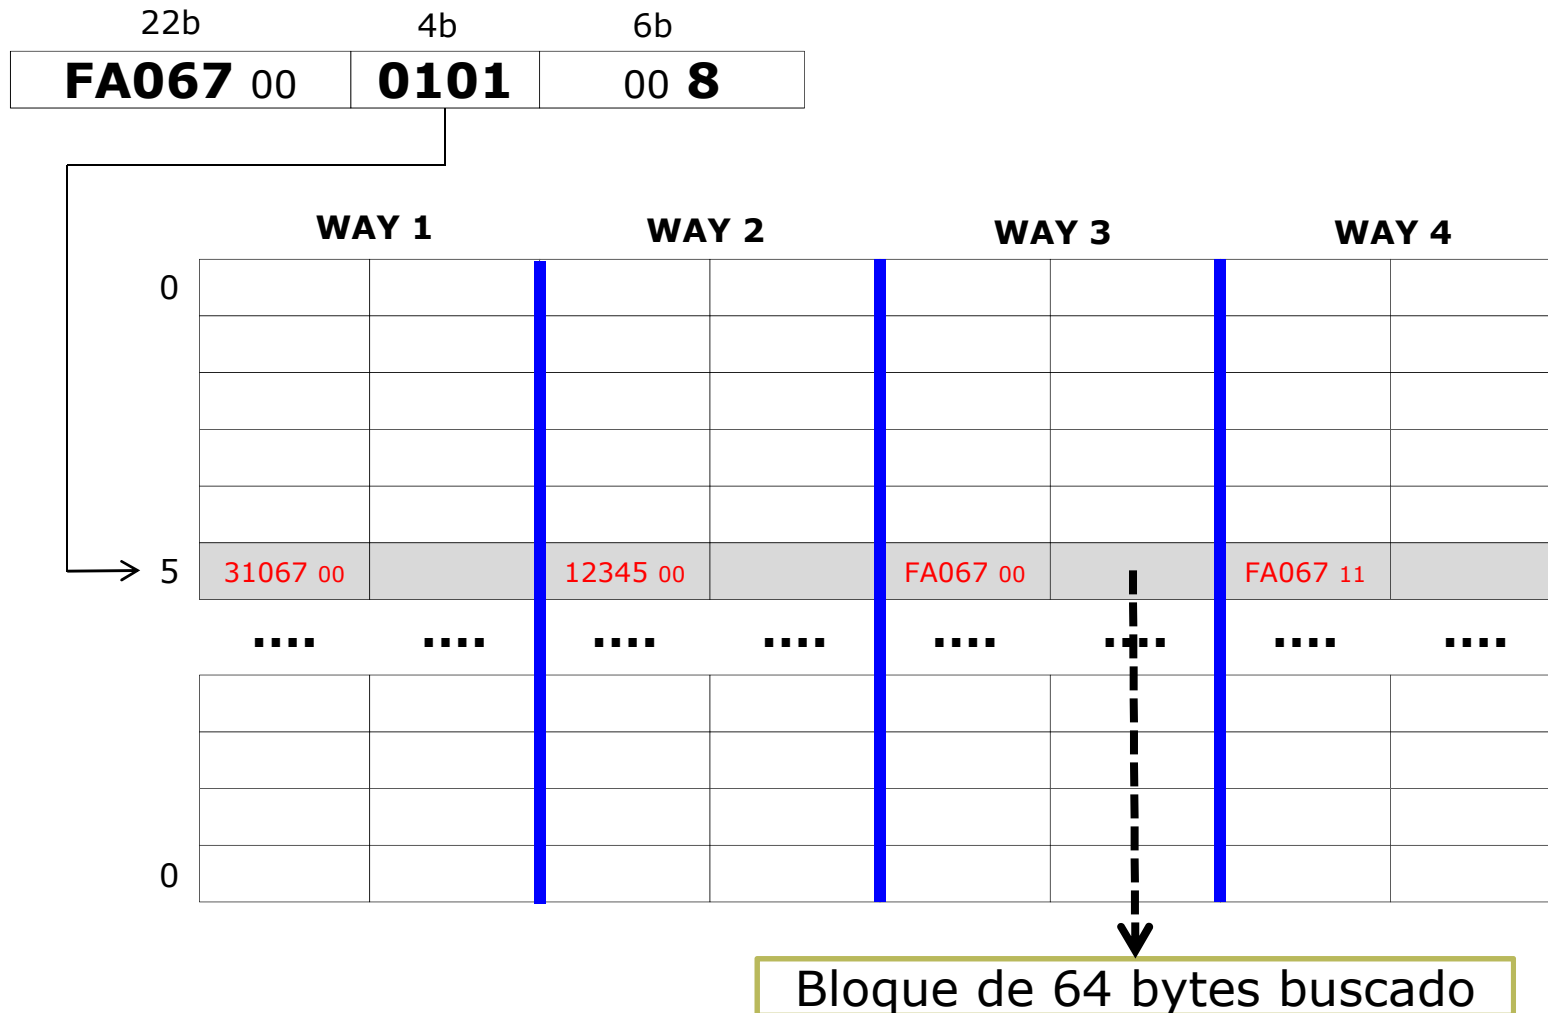 22b 4b 6b
FA067 00 0101 00 8
WAY 1 WAY 2 WAY 3 WAY 4
0
5 31067 00 12345 00 FA067 00 FA067 11
.... .... .... .... .... .... .... ....
0
Bloque de 64 bytes buscado